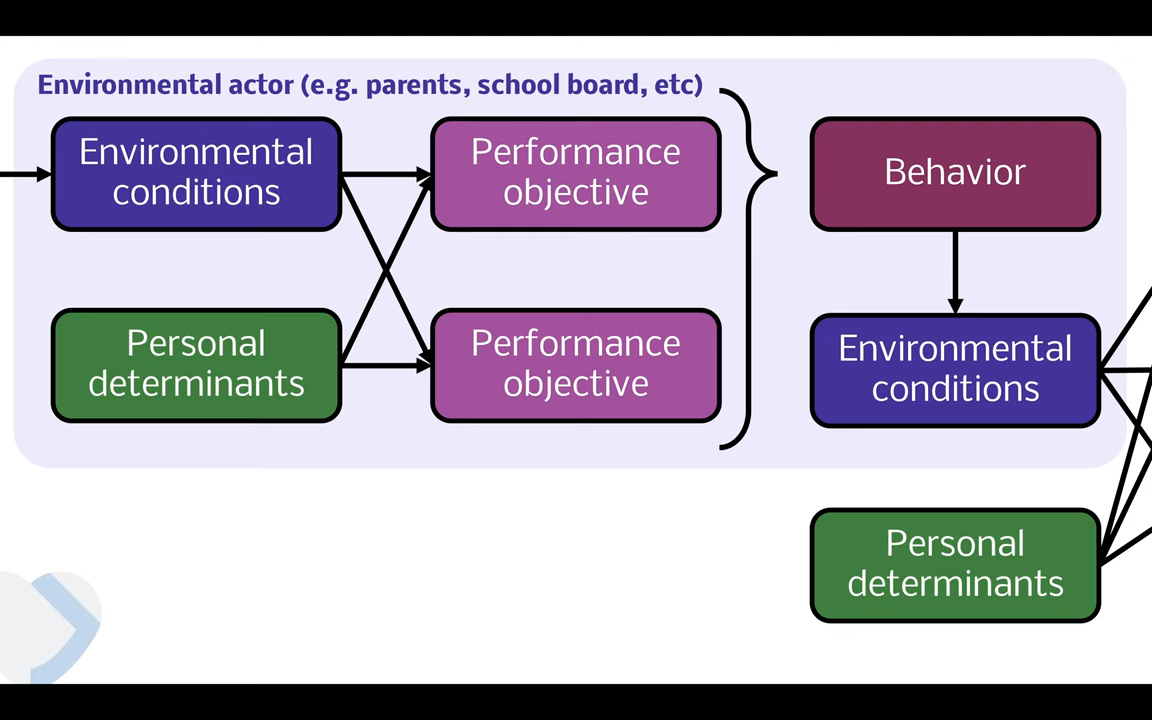 Environmental actor (e.g. parents, school board, etc)
Environmental
conditions
Performance
objective
Behavior
Personal
determinants
Performance
objective
Environmental
conditions
Personal
determinants